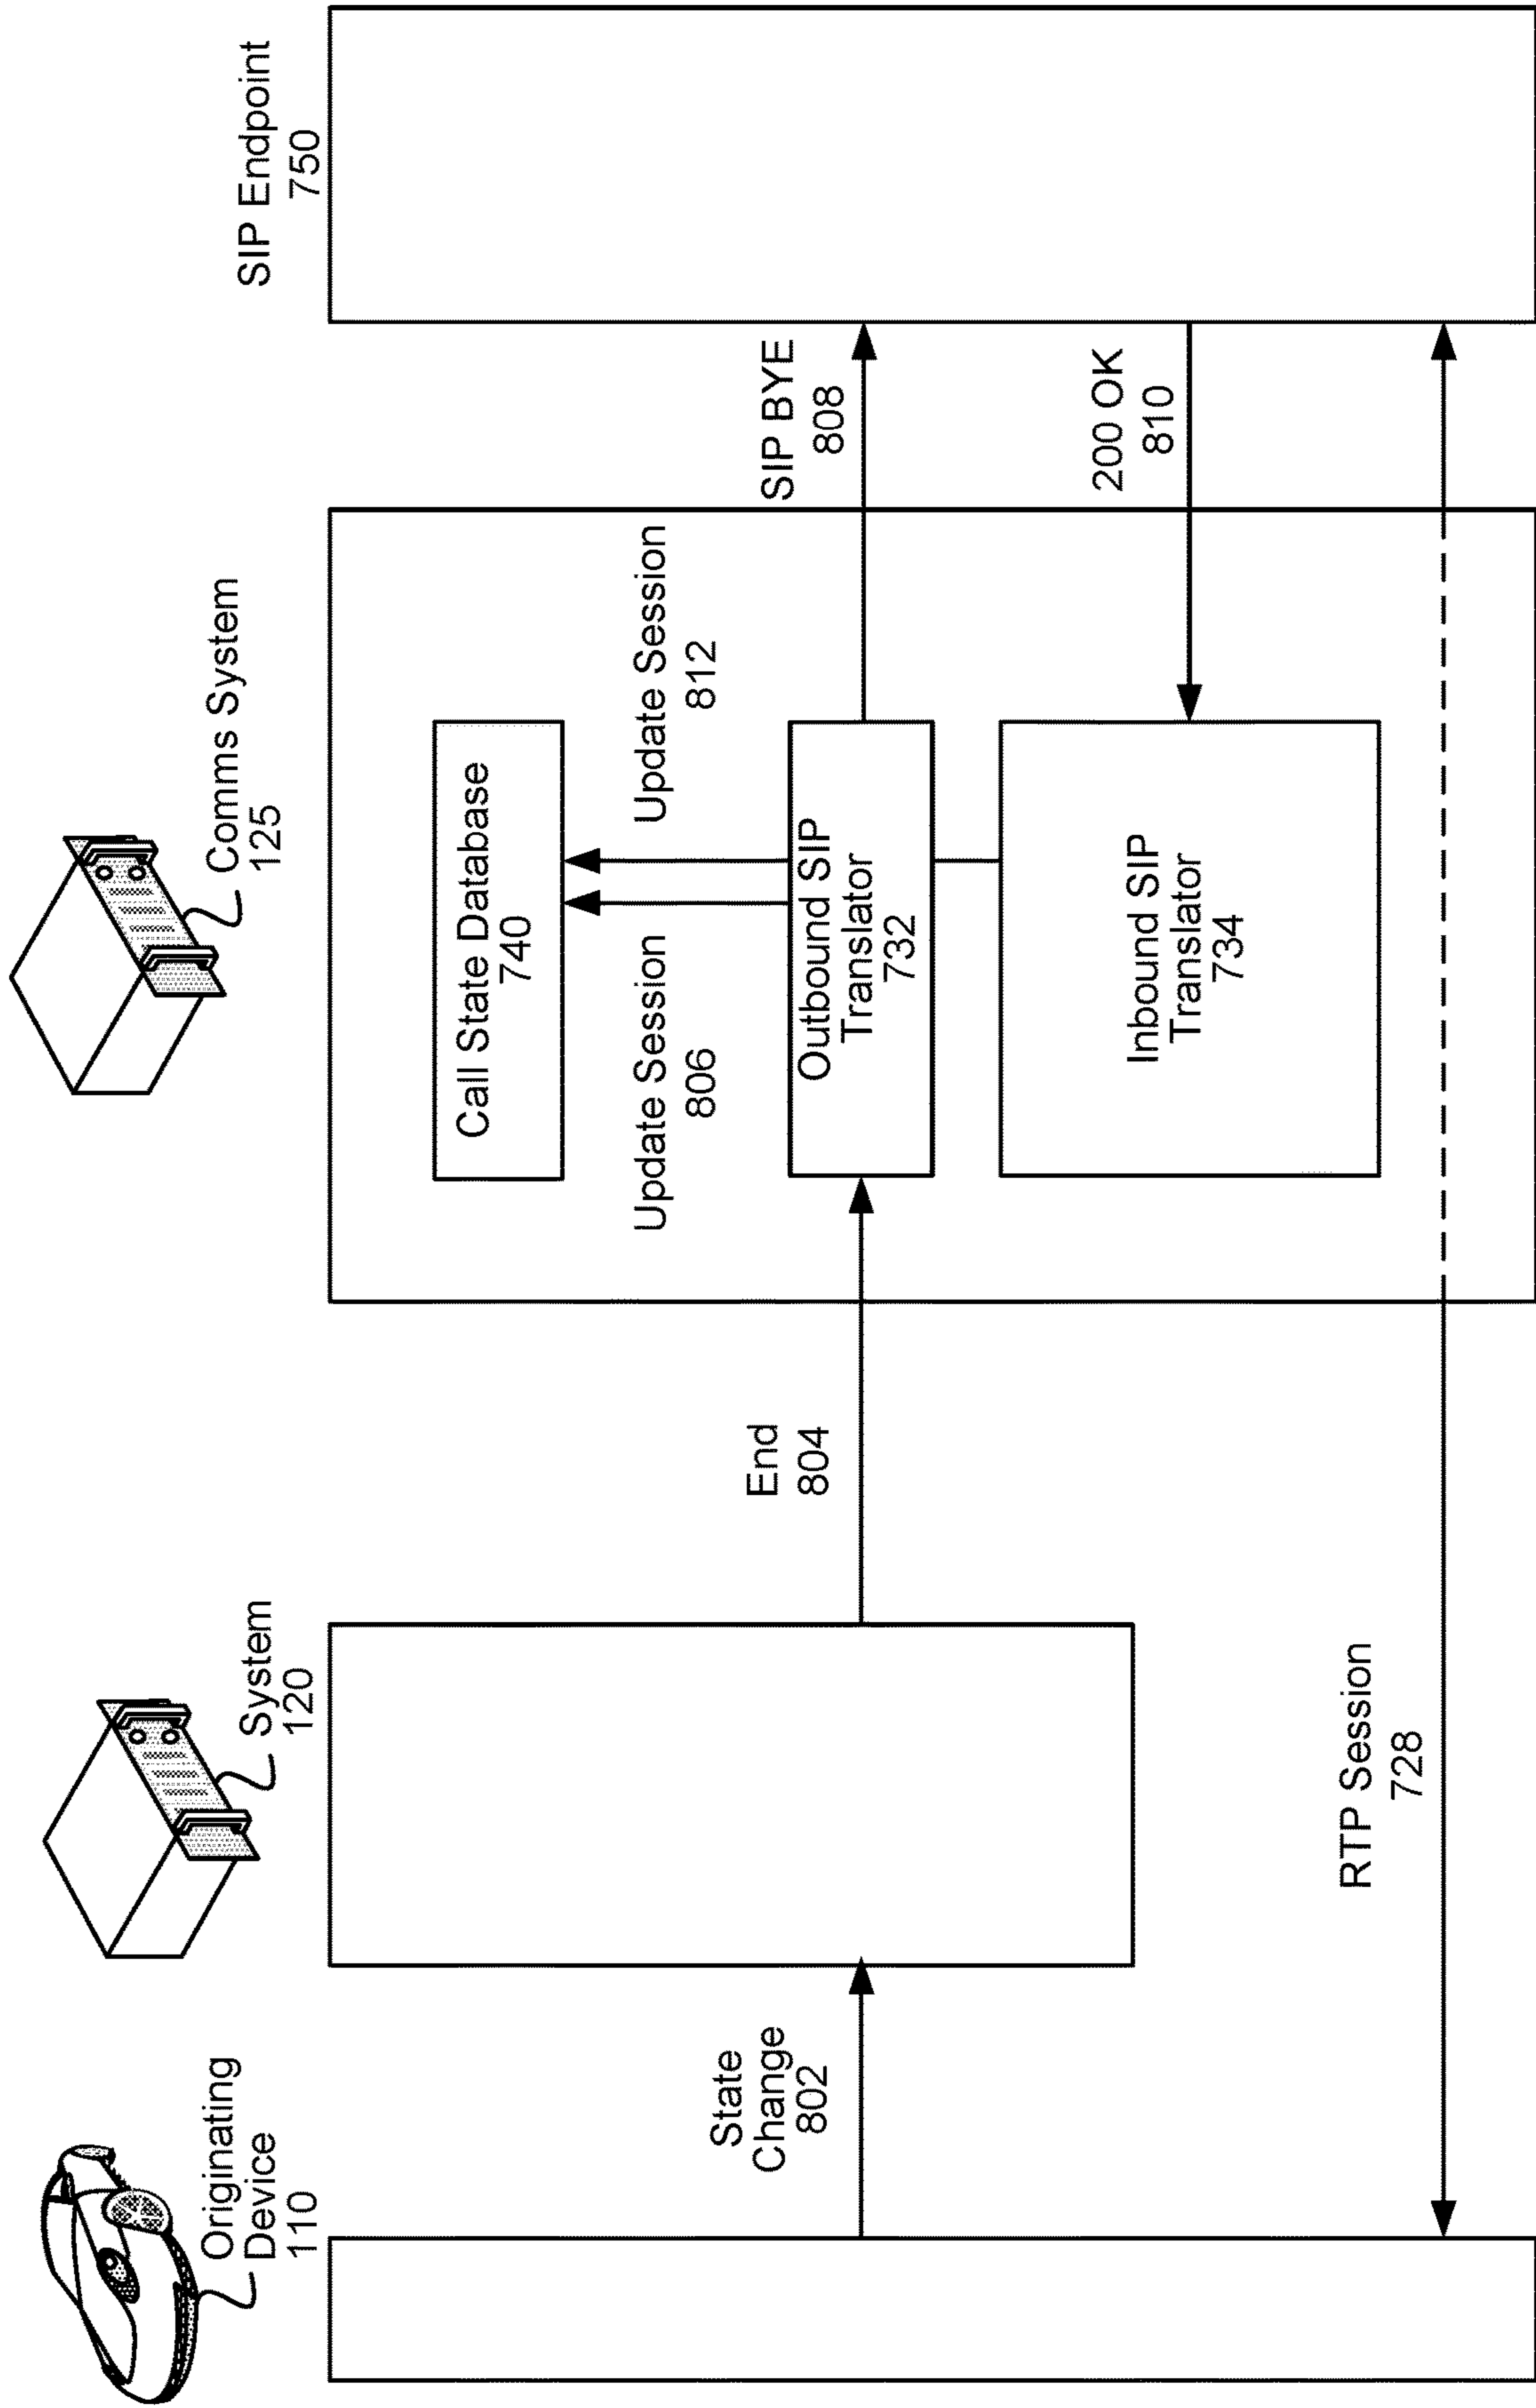 Originating
Device
110
System
120
Comms System
125
SIP Endpoint
750
Call State Database
740
Update Session
806
Update Session
812
State
Change
802
End
804
Outbound SIP
Translator
732
SIP BYE
808
Inbound SIP
Translator
734
200 OK
810
RTP Session
728